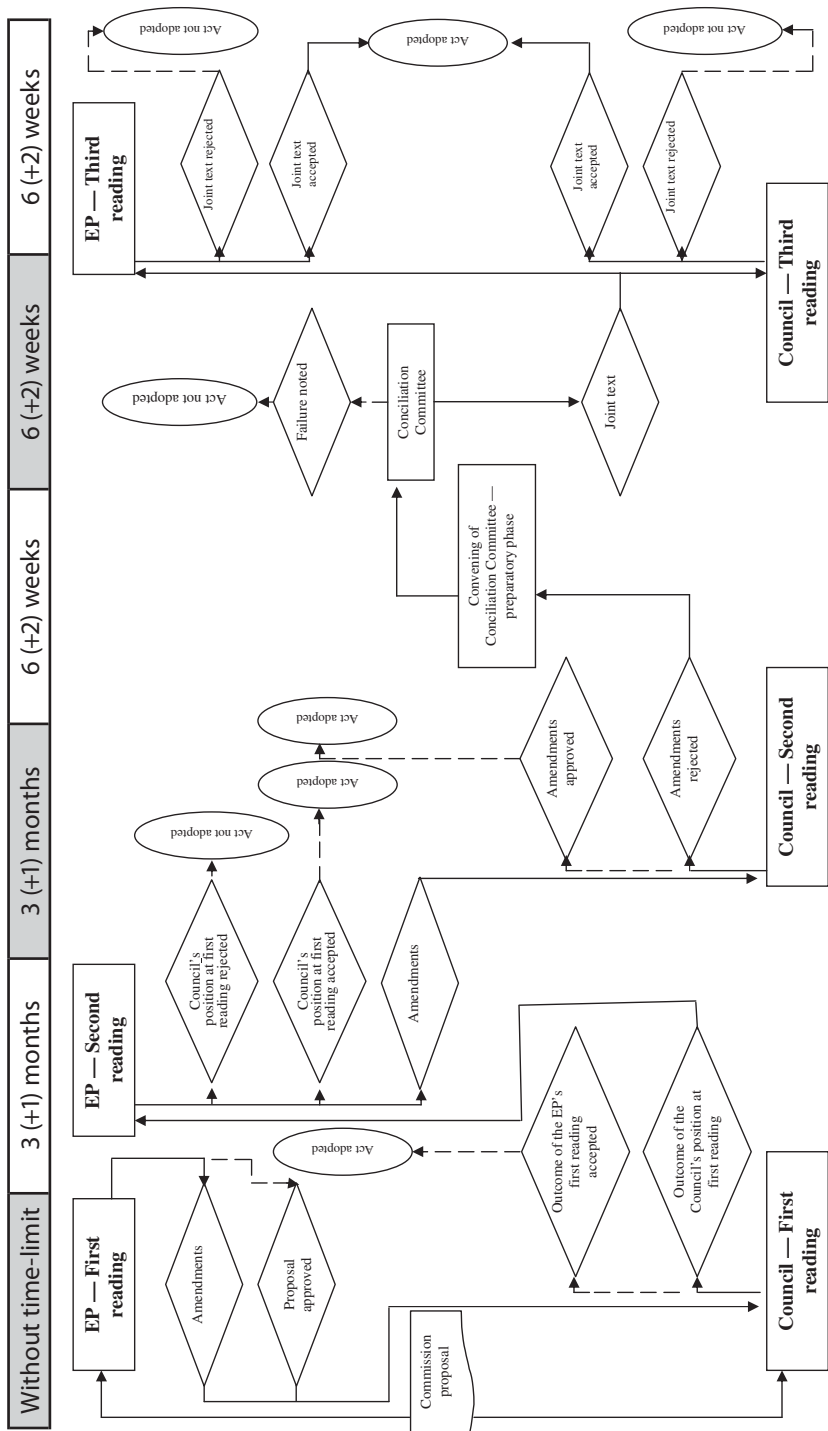 Without time-limit
3 (+1) months
3 (+1) months
6 (+2) weeks
6 (+2) weeks
6 (+2) weeks
EP — First
reading
Amendments
Proposal
approved
Commission
proposal
Council — First
reading
Outcome of the EP's
first reading
accepted
Outcome of the
Council's position at
first reading
Act adopted
EP — Second
reading
Council's
position at first
reading rejected
Council's
position at first
reading accepted
Amendments
Act not adopted
Act adopted
Act adopted
Amendments
approved
Amendments
rejected
Council — Second
reading
Convening of
Conciliation Committee —
preparatory phase
Conciliation
Committee
Failure noted
Act not adopted
Joint text
EP — Third
reading
Joint text rejected
Joint text
accepted
Act not adopted
Act adopted
Joint text
accepted
Joint text rejected
Act not adopted
Council — Third
reading